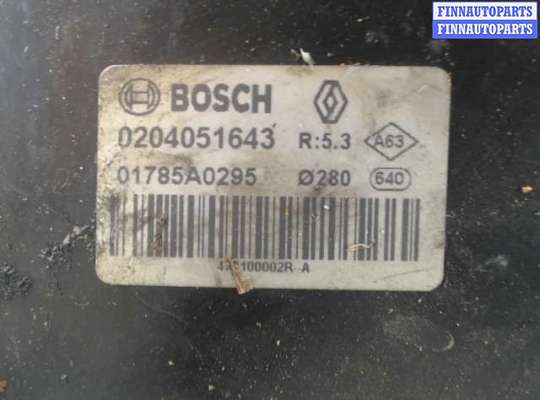 FINNAUTOPARTS
FINNAUTOPARTS
BOSCH
0204051643 R:5.3 A63
01785A0295 Ø280 640